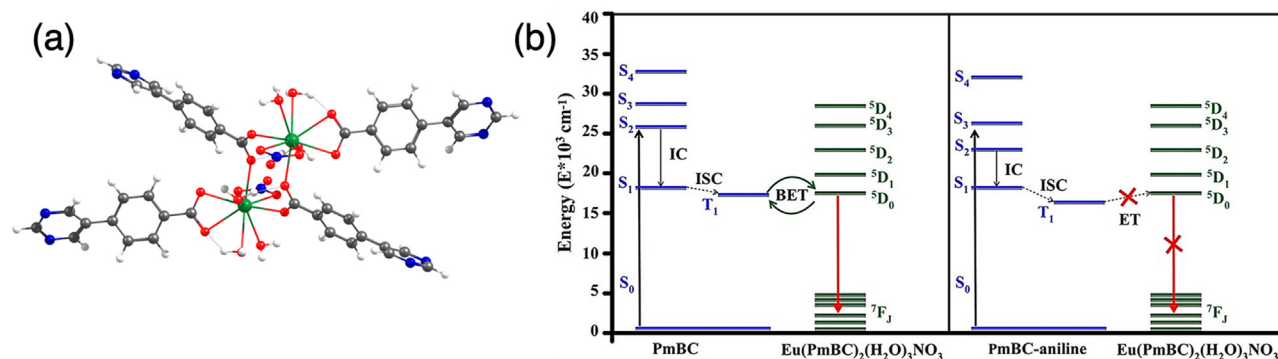 (a)
(b)
Energy (E*10³ cm⁻¹)
40
35
30
25
20
15
10
5
0
S₄
S₃
S₂
S₁
S₀
IC
ISC
T₁
BET
⁵D₄
⁵D₃
⁵D₂
⁵D₁
⁵D₀
⁷Fⱼ
PmBC
Eu(PmBC)₂(H₂O)₃NO₃
S₄
S₃
S₂
S₁
S₀
IC
ISC
T₁
ET
⁵D₄
⁵D₃
⁵D₂
⁵D₁
⁵D₀
⁷Fⱼ
PmBC-aniline
Eu(PmBC)₂(H₂O)₃NO₃